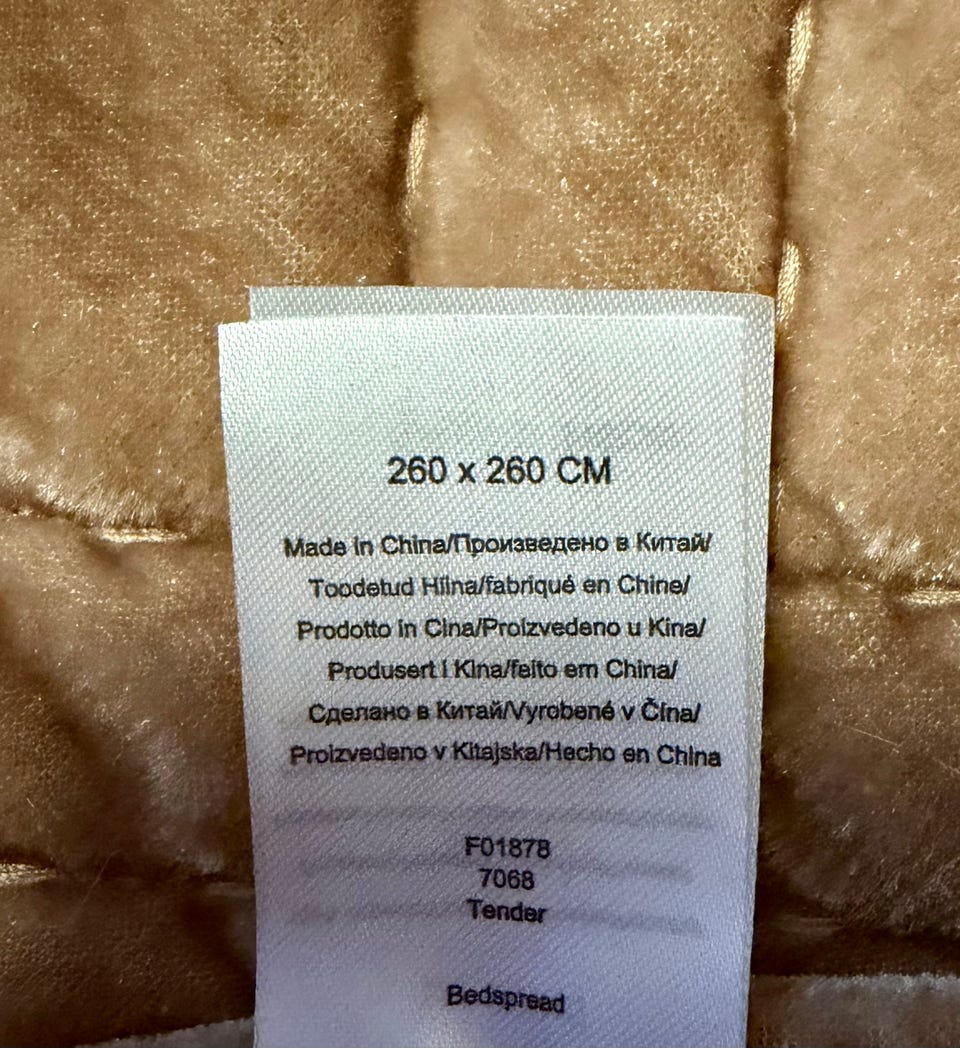 260 x 260 CM
Made in China/Произведено в Китай/
Toodetud Hiina/fabriqué en Chine/
Prodotto in Cina/Proizvedeno u Kina/
Produsert i Kina/feito em China/
Сделано в Китай/Vyrobené v Čína/
Proizvedeno v Kitajska/Hecho en China
F01878
7068
Tender
Bedspread